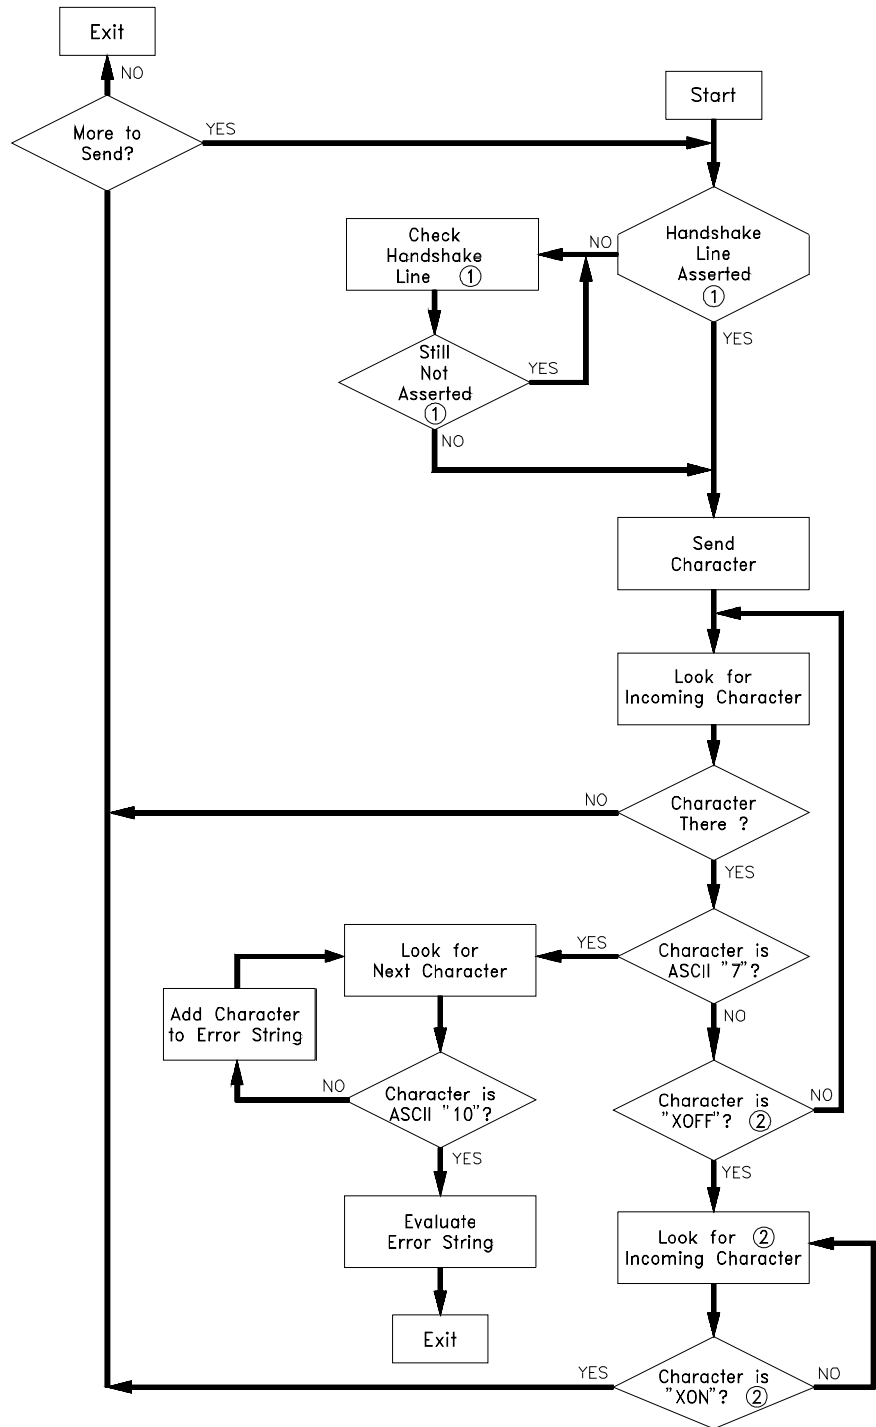 Exit
NO
More to
Send?
YES
Start
Handshake
Line
Asserted
①
NO
Check
Handshake
Line ①
Still
Not
Asserted
①
YES
NO
YES
Send
Character
Look for
Incoming Character
Character
There ?
NO
YES
Character is
ASCII "7"?
YES
NO
Look for
Next Character
Add Character
to Error String
Character is
ASCII "10"?
NO
YES
Evaluate
Error String
Exit
Character is
"XOFF"? ②
NO
YES
Look for ②
Incoming Character
Character is
"XON"? ②
YES
NO